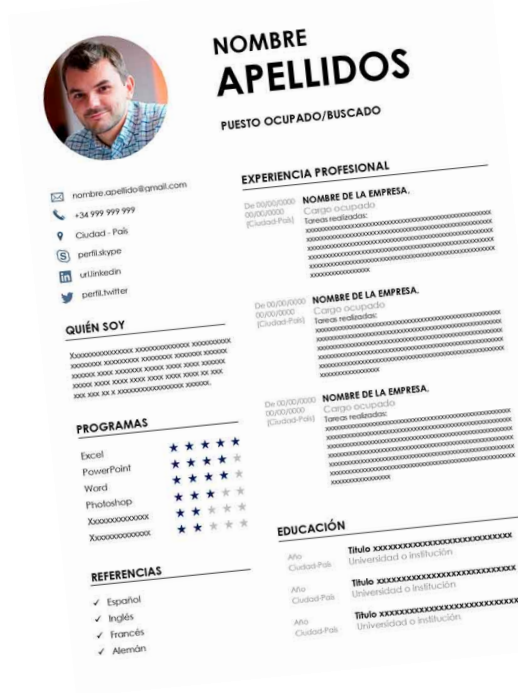 NOMBRE
APELLIDOS
PUESTO OCUPADO/BUSCADO
nombre.apellido@gmail.com
+34 999 999 999
Ciudad - País
perfil.skype
url.linkedin
perfil.twitter
QUIÉN SOY
PROGRAMAS
Excel
PowerPoint
Word
Photoshop
Xxxxxxxxxxxxx
Xxxxxxxxxxxxx
REFERENCIAS
✓ Español
✓ Inglés
✓ Francés
✓ Alemán
EXPERIENCIA PROFESIONAL
De 00/00/0000
00/00/0000
(Ciudad-País)
NOMBRE DE LA EMPRESA.
Cargo ocupado
Tareas realizadas:
De 00/00/0000
00/00/0000
(Ciudad-País)
NOMBRE DE LA EMPRESA.
Cargo ocupado
Tareas realizadas:
De 00/00/0000
00/00/0000
(Ciudad-País)
NOMBRE DE LA EMPRESA.
Cargo ocupado
Tareas realizadas:
EDUCACIÓN
Año
Ciudad-País
Título
Universidad o institución
Año
Ciudad-País
Título
Universidad o institución
Año
Ciudad-País
Título
Universidad o institución